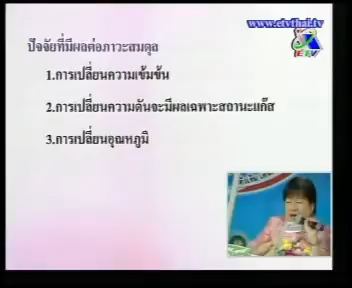 www.etvthai.tv
ETV
ปัจจัยที่มีผลต่อภาวะสมดุล
1.การเปลี่ยนความเข้มข้น
2.การเปลี่ยนความดันจะมีผลเฉพาะสถานะแก๊ส
3.การเปลี่ยนอุณหภูมิ